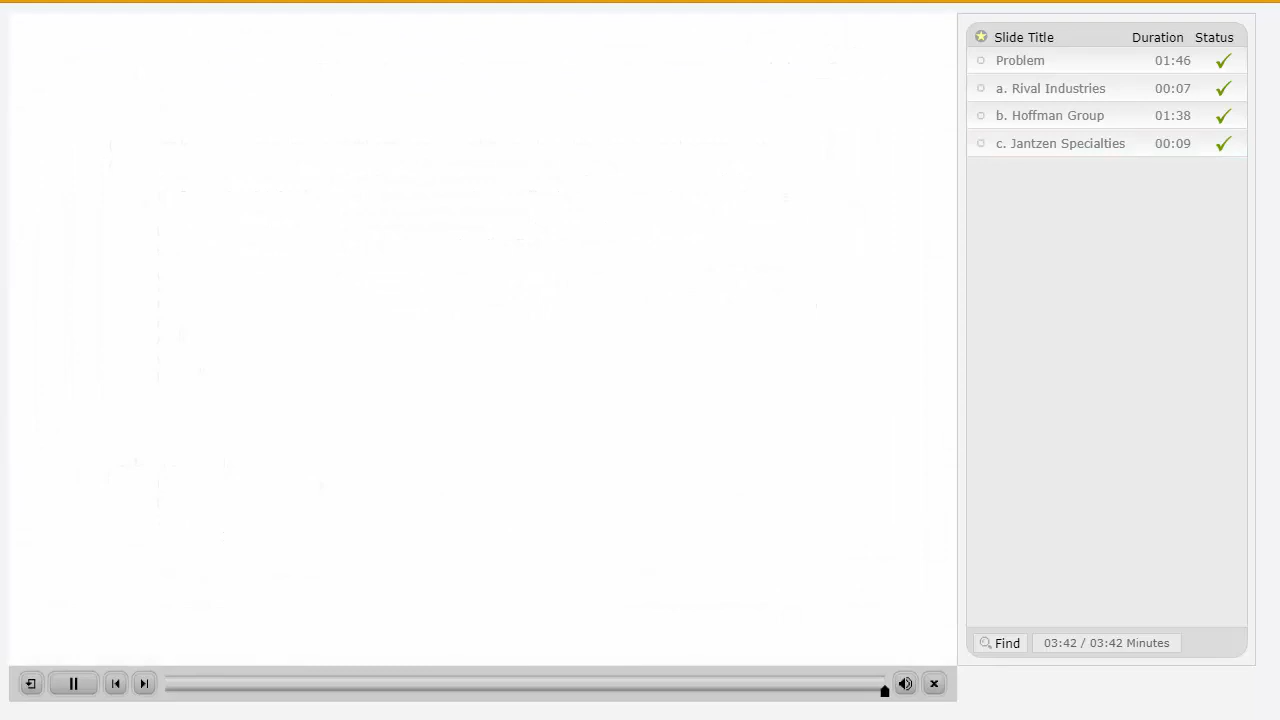 Slide Title Duration Status
Problem 01:46
a. Rival Industries 00:07
b. Hoffman Group 01:38
c. Jantzen Specialties 00:09
Find 03:42 / 03:42 Minutes